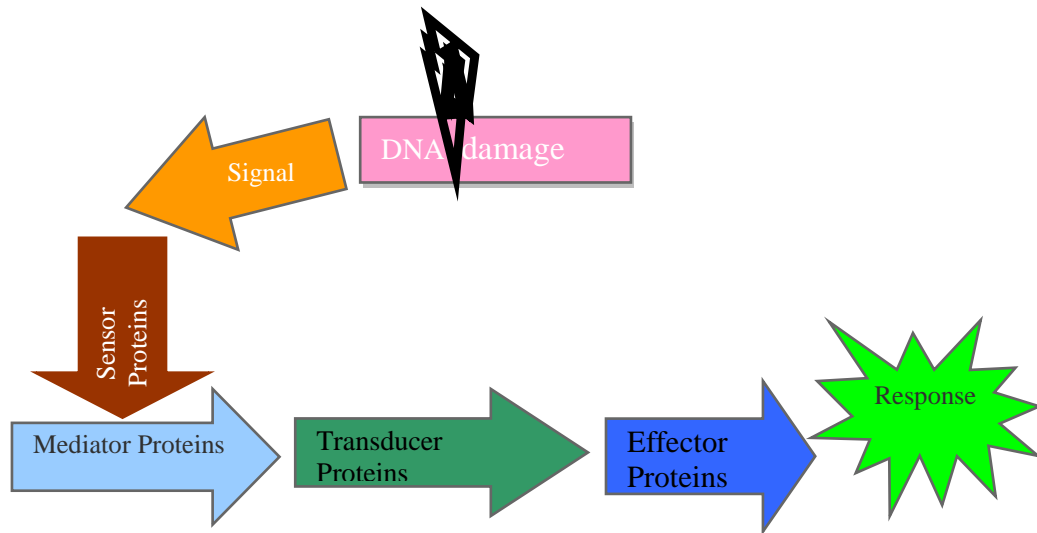 DNA damage
Signal
Sensor
Proteins
Mediator Proteins
Transducer
Proteins
Effector
Proteins
Response